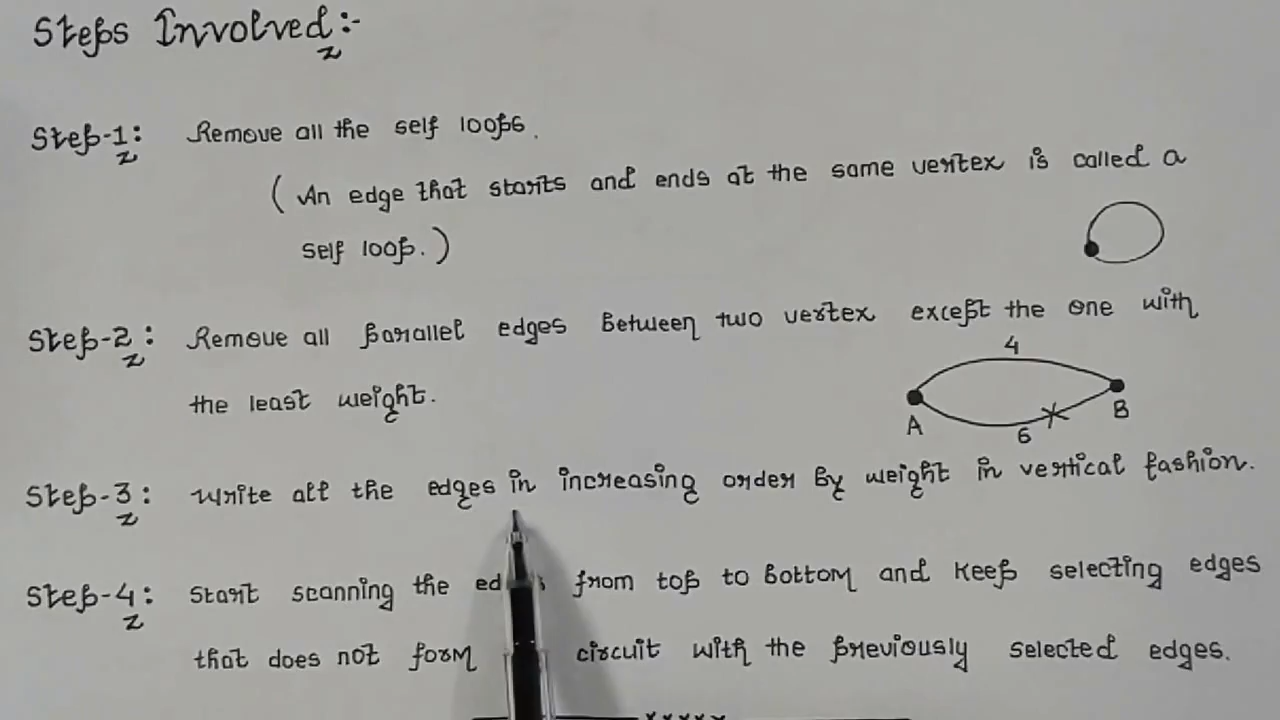 Steps Involved:-
Step-1: Remove all the self loops.
(An edge that starts and ends at the same vertex is called a
self loop.)
Step-2: Remove all parallel edges Between two vertex except the one with
the least weight.
4
A
B
6
Step-3: Write all the edges in increasing order By weight in vertical fashion.
Step-4: Start scanning the from top to Bottom and Keep selecting edges
that does not form circuit with the previously selected edges.